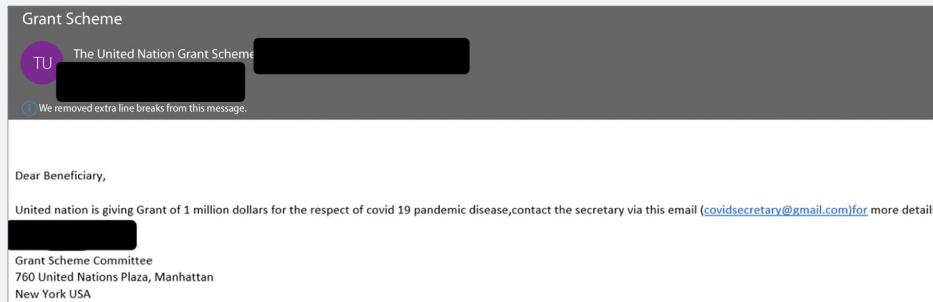 Grant Scheme
TU
The United Nation Grant Scheme
We removed extra line breaks from this message.
Dear Beneficiary,
United nation is giving Grant of 1 million dollars for the respect of covid 19 pandemic disease,contact the secretary via this email (covidsecretary@gmail.com)for more details
Grant Scheme Committee
760 United Nations Plaza, Manhattan
New York USA